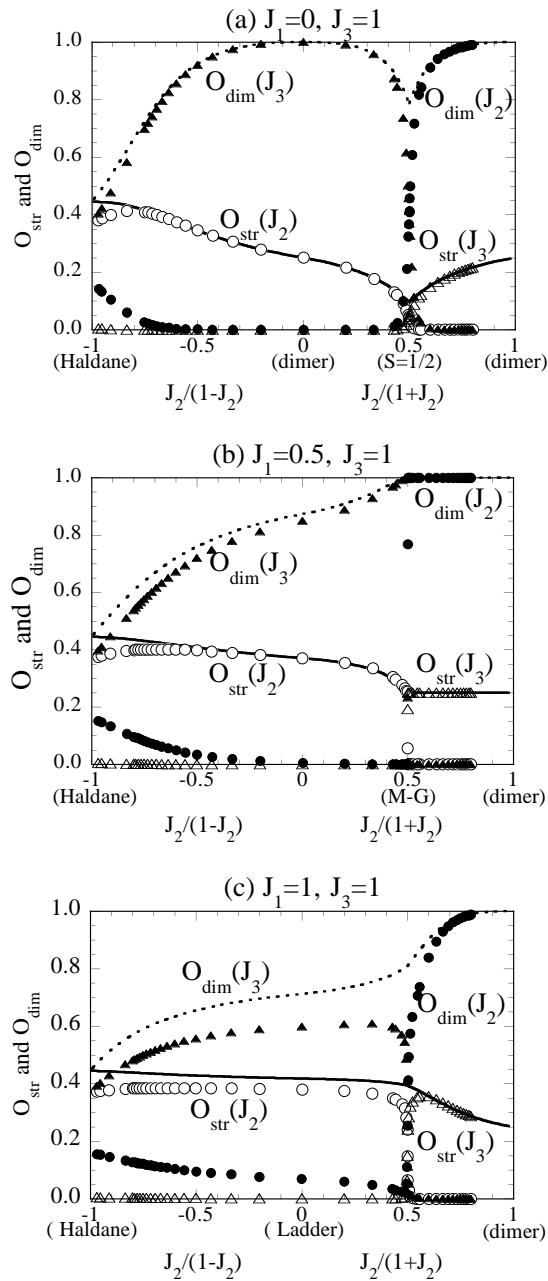 (a) J₁=0, J₃=1
1.0
O_dim(J₃)
O_dim(J₂)
0.8
0.6
O_str and O_dim
0.4
O_str(J₂)
O_str(J₃)
0.2
0.0
-1 -0.5 0 0.5 1
(Haldane) (dimer) (S=1/2) (dimer)
J₂/(1-J₂) J₂/(1+J₂)
(b) J₁=0.5, J₃=1
1.0
O_dim(J₂)
0.8
O_dim(J₃)
0.6
O_str and O_dim
0.4
O_str(J₂)
O_str(J₃)
0.2
0.0
-1 -0.5 0 0.5 1
(Haldane) (M-G) (dimer)
J₂/(1-J₂) J₂/(1+J₂)
(c) J₁=1, J₃=1
1.0
O_dim(J₃)
0.8
O_dim(J₂)
0.6
O_str and O_dim
0.4
O_str(J₂)
O_str(J₃)
0.2
0.0
-1 -0.5 0 0.5 1
( Haldane) ( Ladder) (dimer)
J₂/(1-J₂) J₂/(1+J₂)